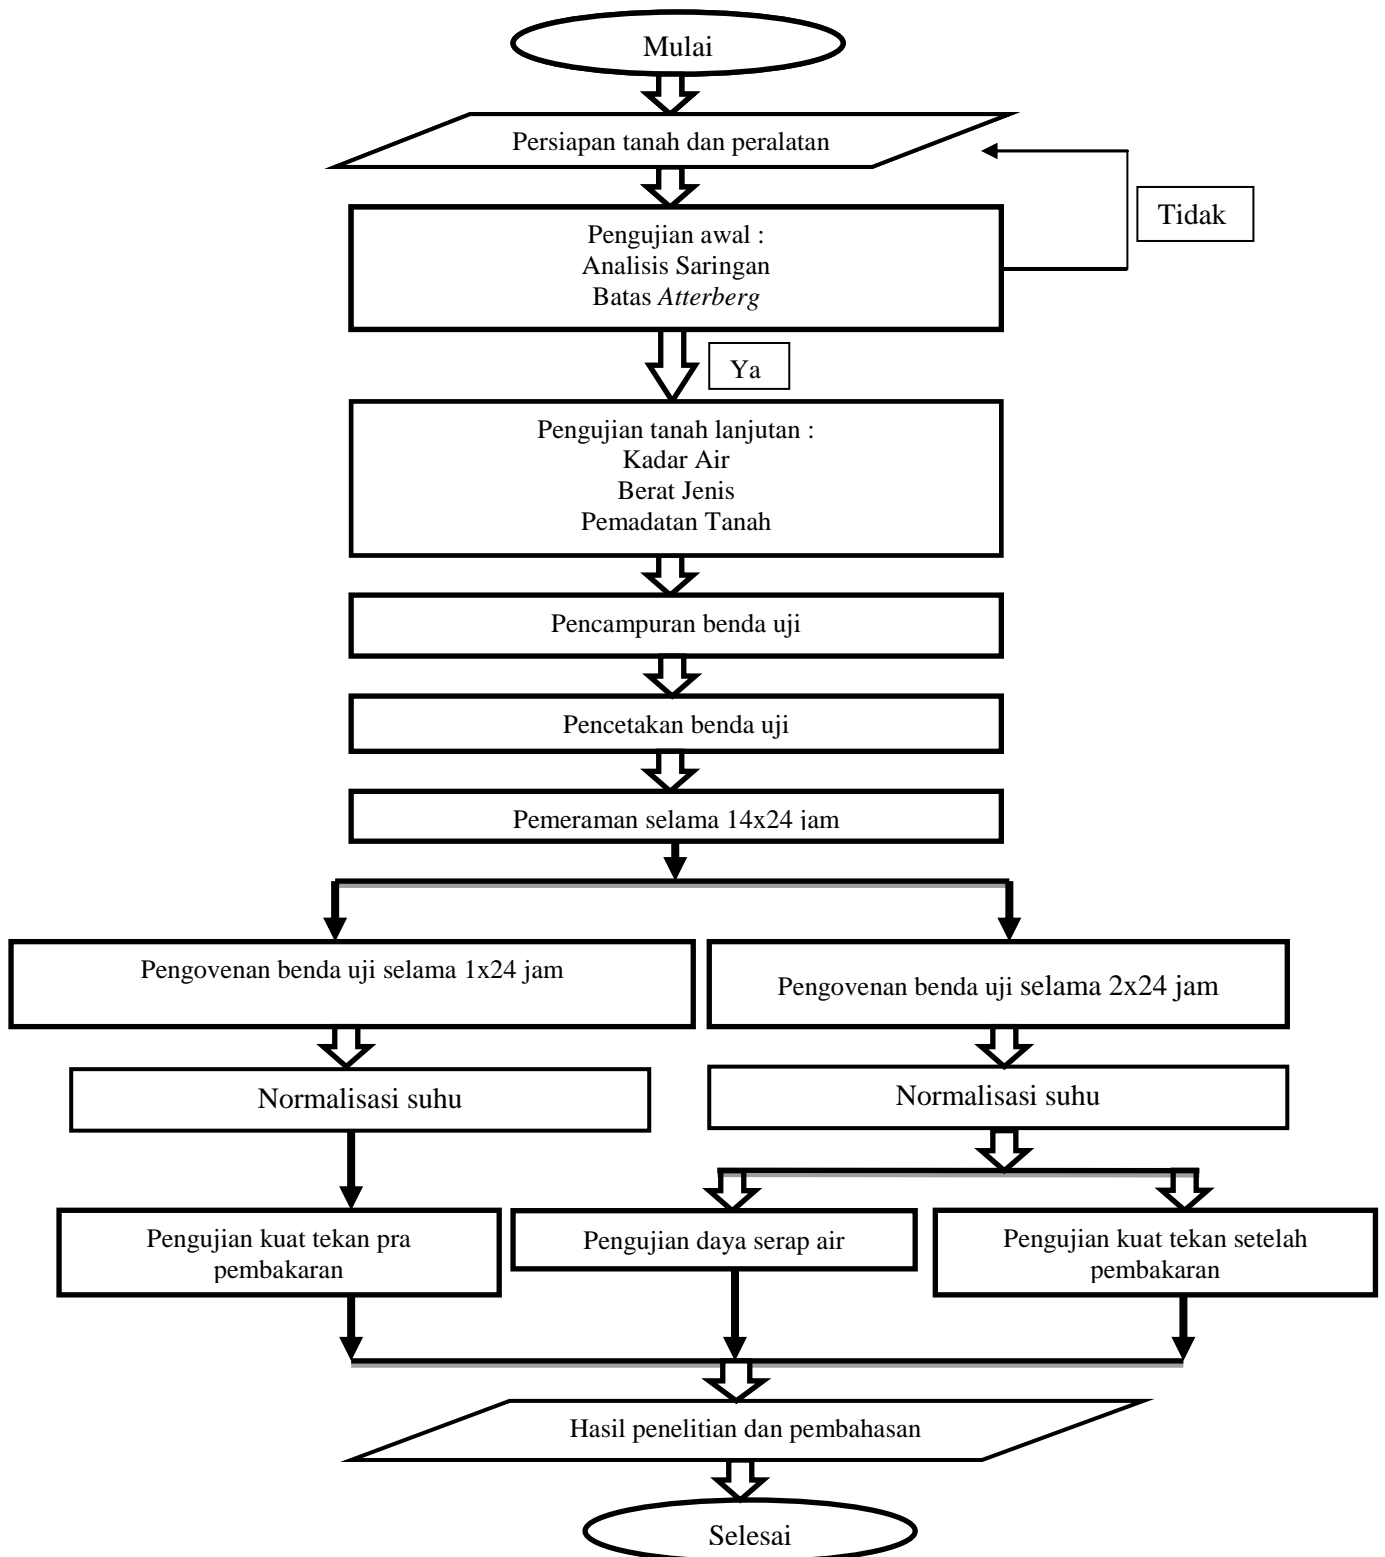 Mulai
Persiapan tanah dan peralatan
Tidak
Pengujian awal :
Analisis Saringan
Batas Atterberg
Ya
Pengujian tanah lanjutan :
Kadar Air
Berat Jenis
Pemadatan Tanah
Pencampuran benda uji
Pencetakan benda uji
Pemeraman selama 14x24 jam
Pengovenan benda uji selama 1x24 jam
Pengovenan benda uji selama 2x24 jam
Normalisasi suhu
Normalisasi suhu
Pengujian kuat tekan pra
pembakaran
Pengujian daya serap air
Pengujian kuat tekan setelah
pembakaran
Hasil penelitian dan pembahasan
Selesai